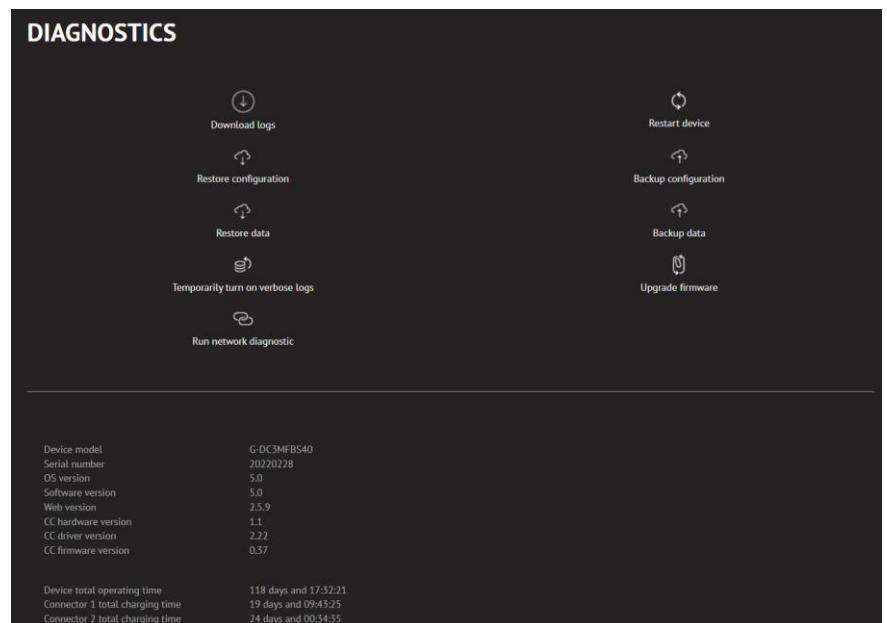 DIAGNOSTICS
Download logs
Restart device
Restore configuration
Backup configuration
Restore data
Backup data
Temporarily turn on verbose logs
Upgrade firmware
Run network diagnostic
Device model G-DC3MFBS40
Serial number 20220228
OS version 5.0
Software version 5.0
Web version 2.5.9
CC hardware version 1.1
CC driver version 2.22
CC firmware version 0.37
Device total operating time 118 days and 17:32:21
Connector 1 total charging time 19 days and 09:43:25
Connector 2 total charging time 24 days and 00:34:35